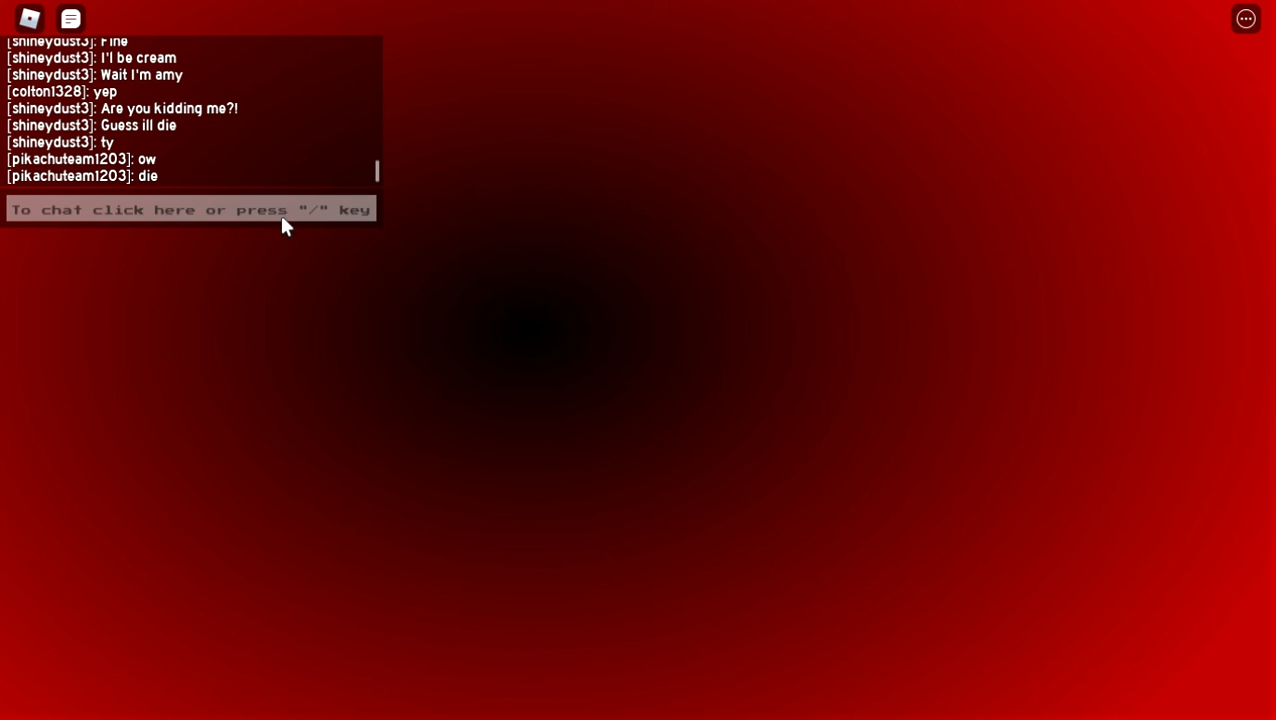 [shineydust3]: Fine
[shineydust3]: I'l be cream
[shineydust3]: Wait I'm amy
[colton1328]: yep
[shineydust3]: Are you kidding me?!
[shineydust3]: Guess ill die
[shineydust3]: ty
[pikachuteam1203]: ow
[pikachuteam1203]: die
To chat click here or press "/" key